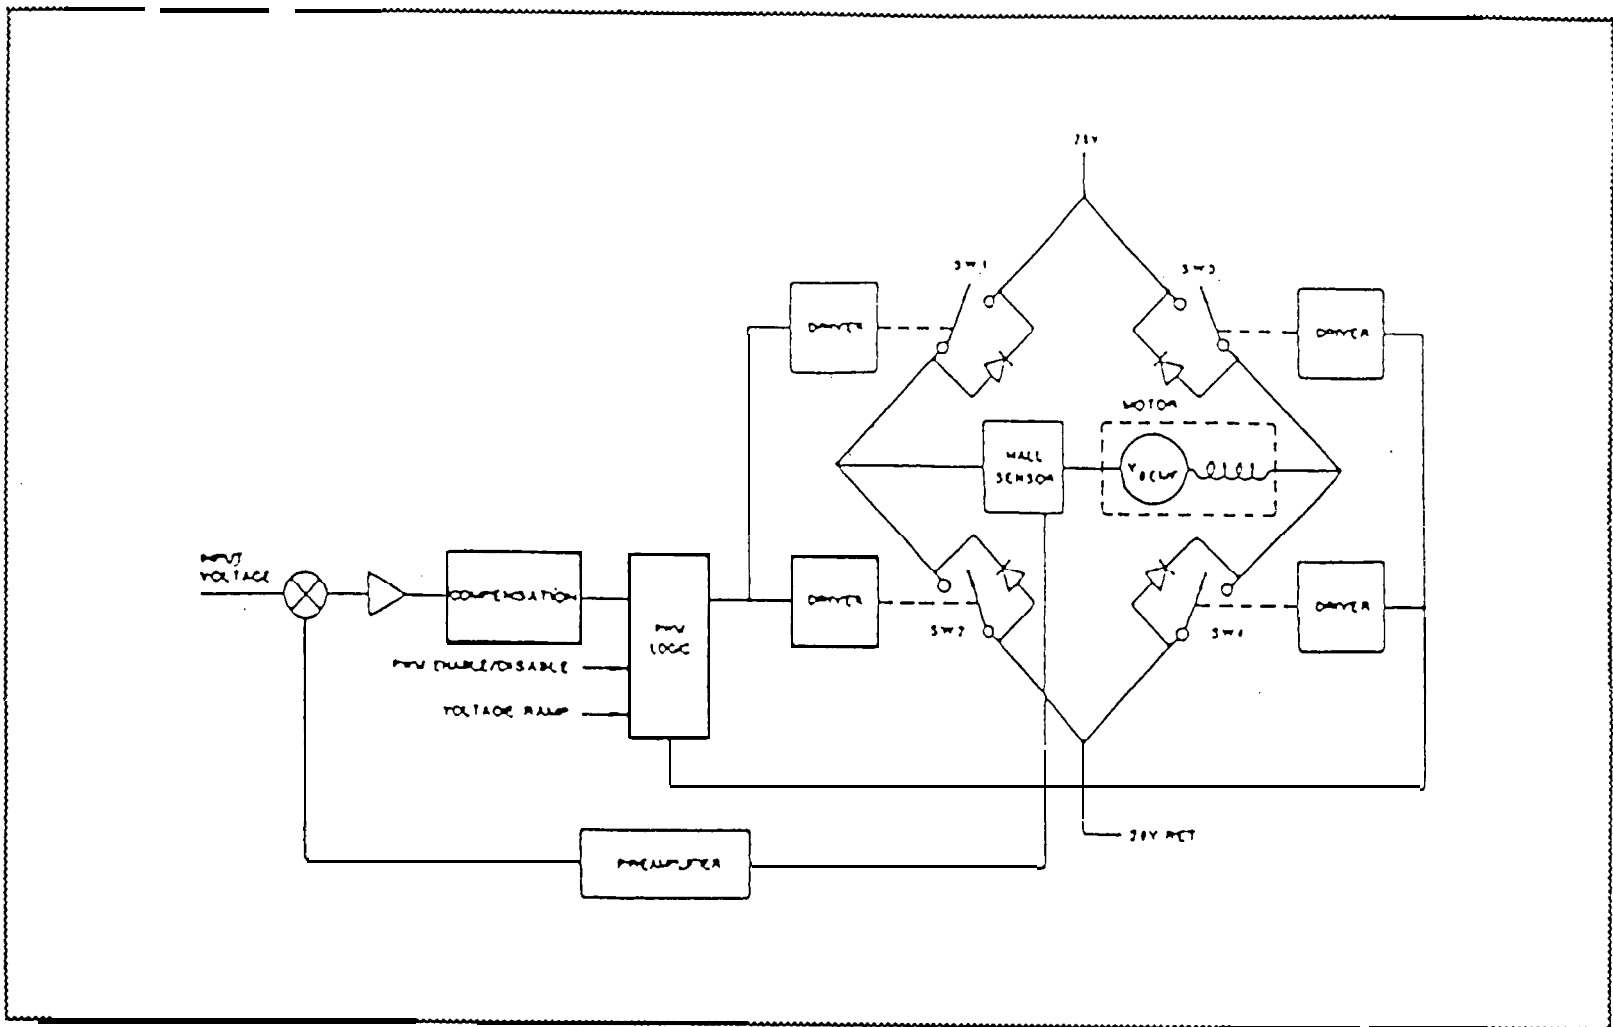 28V
SW1
SW3
DRIVER
DRIVER
MOTOR
HALL
SENSOR
V BEMF
INPUT
VOLTAGE
COMPENSATION
PWM
LOGIC
DRIVER
DRIVER
SW2
SW4
PWM ENABLE/DISABLE
VOLTAGE RAMP
28V RET
PREAMPLIFIER